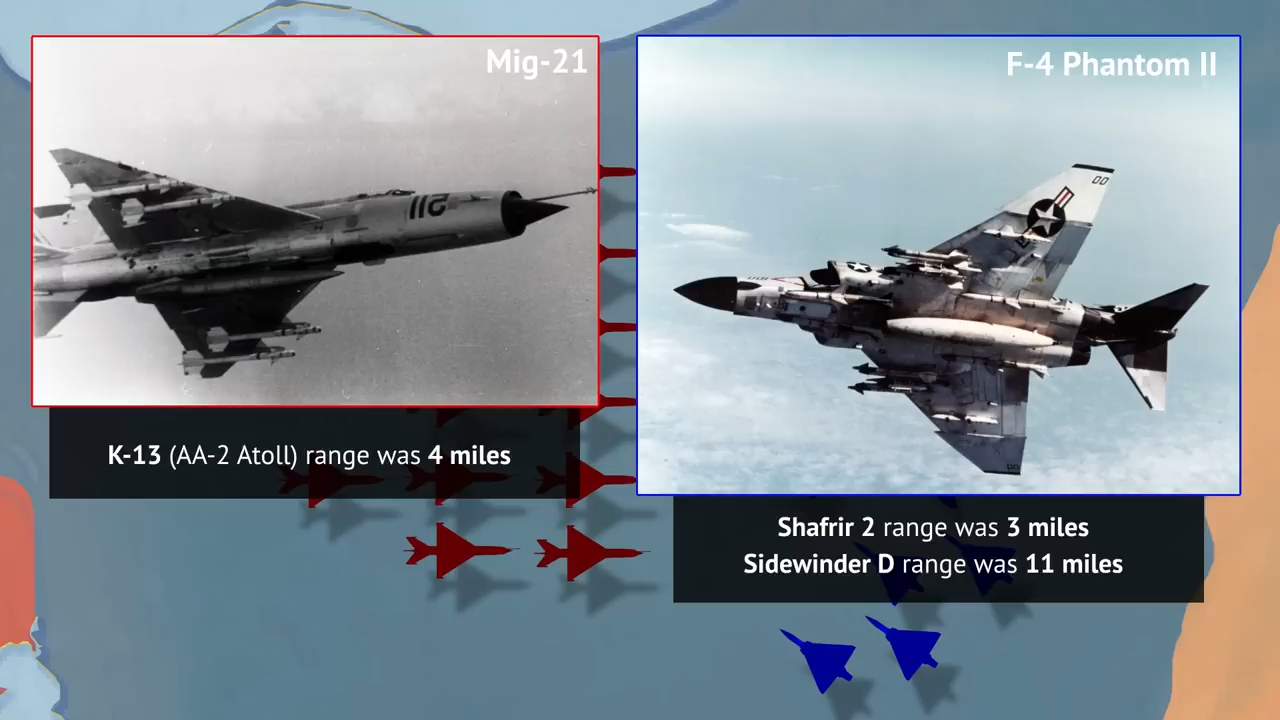 Mig-21
F-4 Phantom II
K-13 (AA-2 Atoll) range was 4 miles
Shafrir 2 range was 3 miles
Sidewinder D range was 11 miles